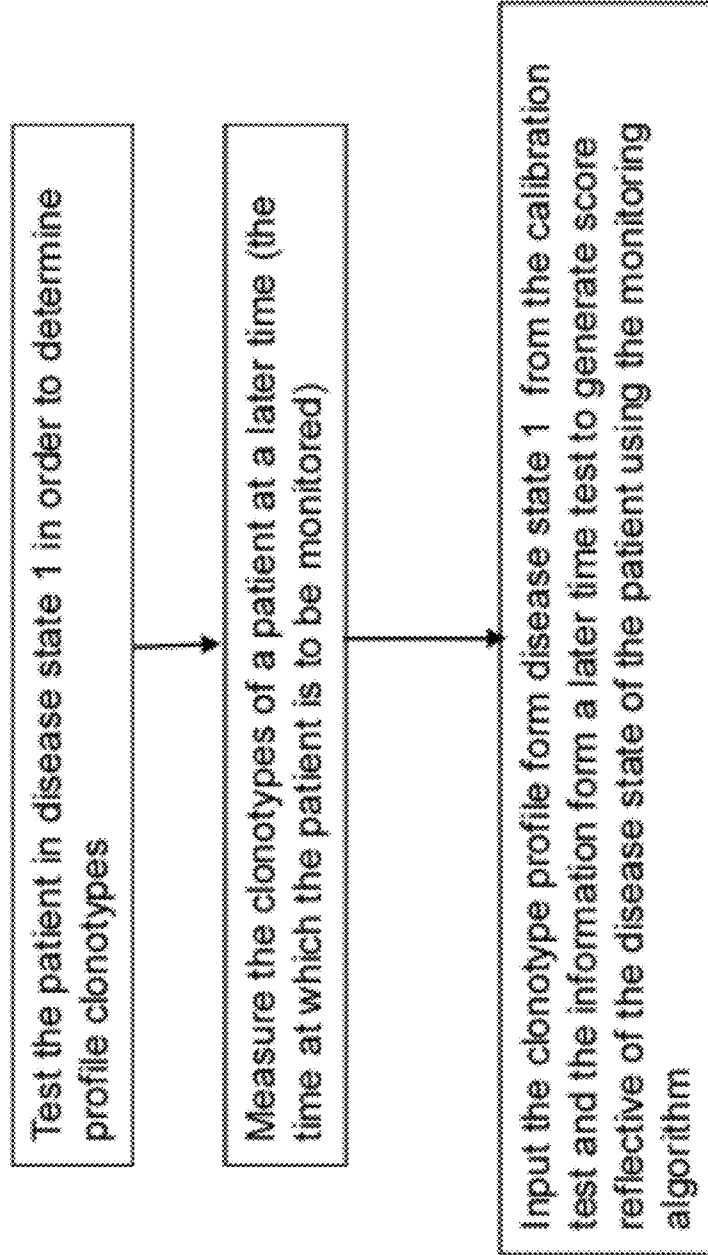 Test the patient in disease state 1 in order to determine
profile clonotypes
Measure the clonotypes of a patient at a later time (the
time at which the patient is to be monitored)
Input the clonotype profile form disease state 1 from the calibration
test and the information form a later time test to generate score
reflective of the disease state of the patient using the monitoring
algorithm